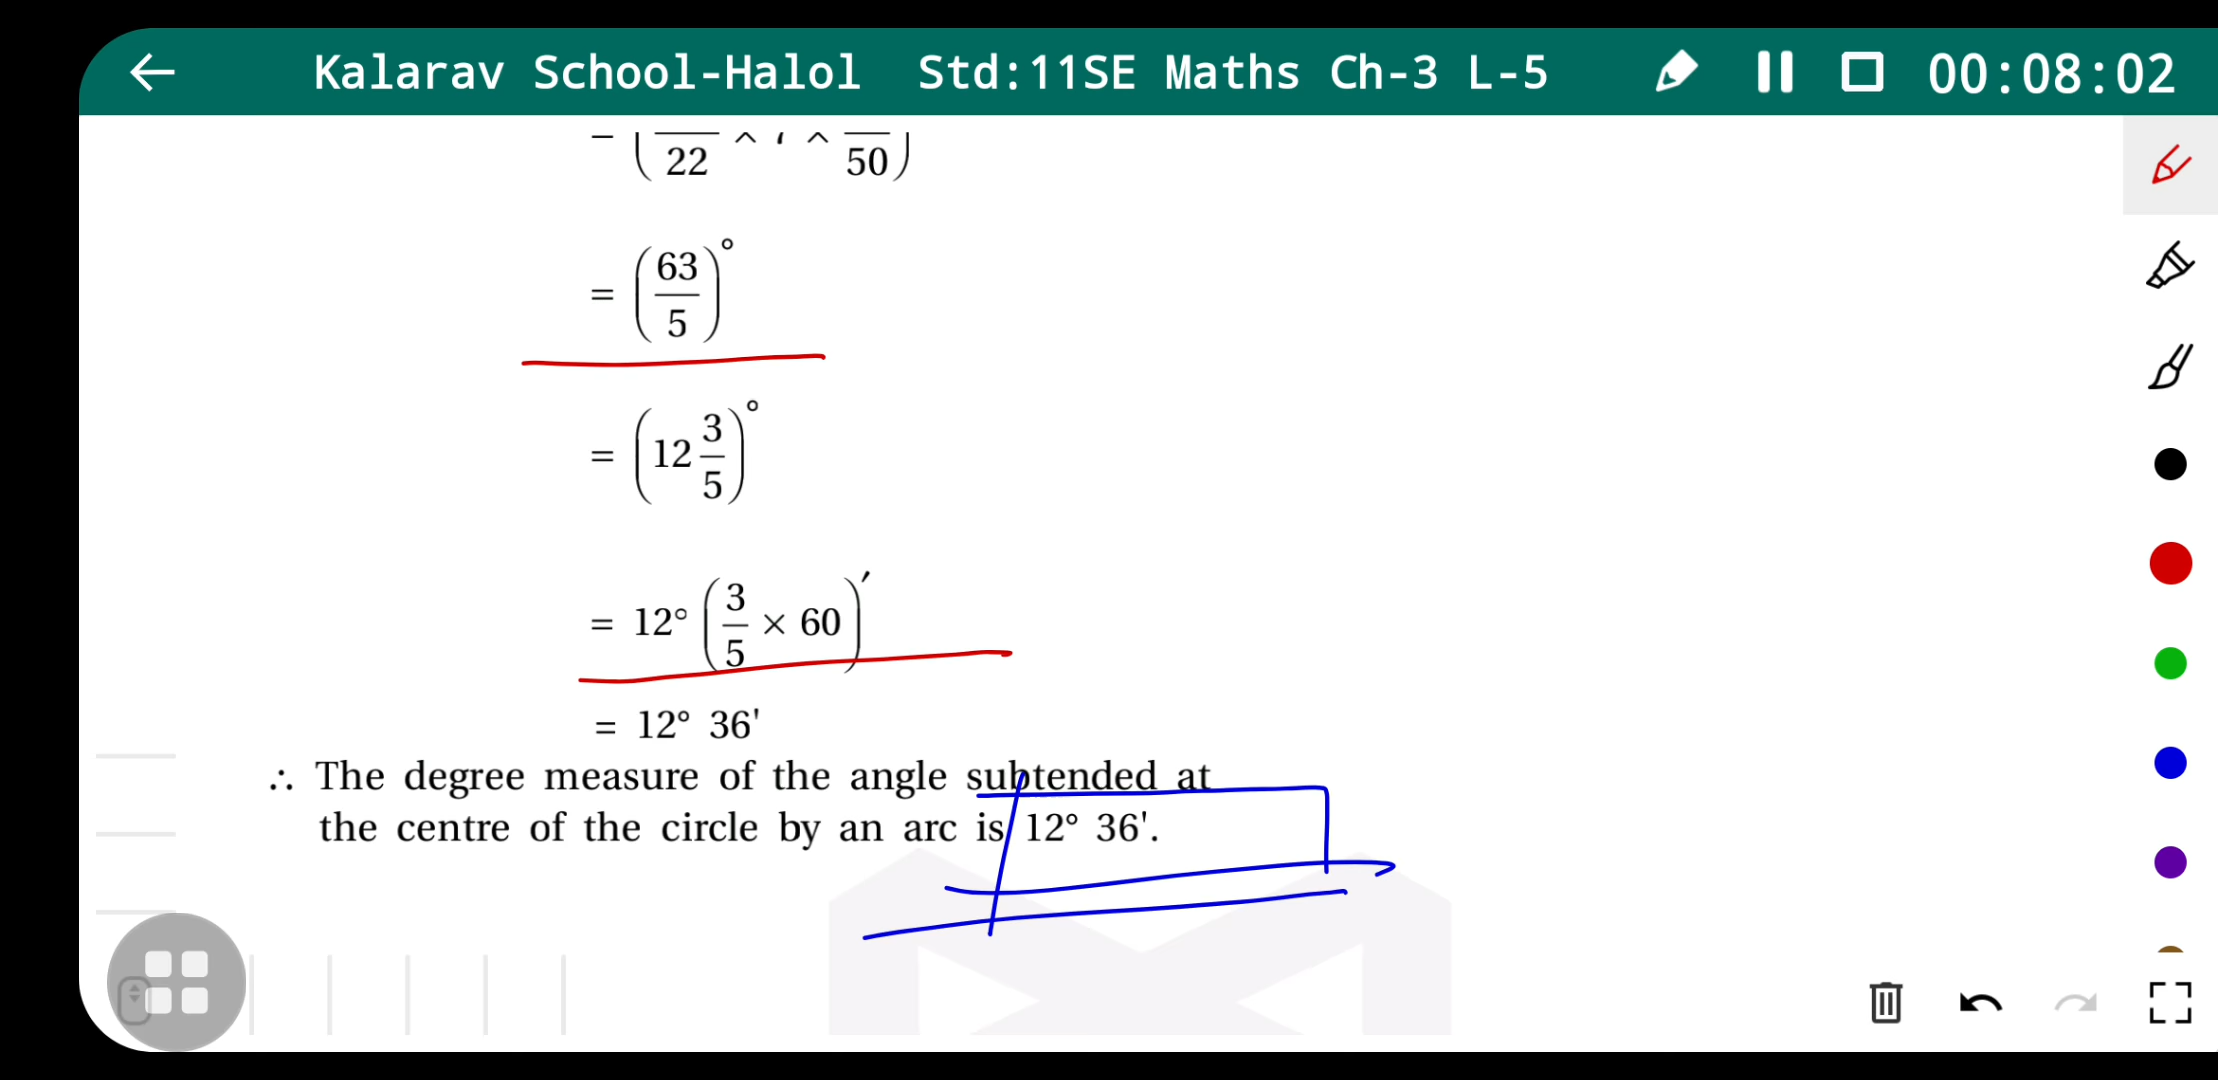 Kalarav School-Halol Std:11SE Maths Ch-3 L-5 00:08:02
22 50
= (63/5)°
= (12 3/5)°
= 12° (3/5 × 60)′
= 12° 36'
∴ The degree measure of the angle subtended at
the centre of the circle by an arc is 12° 36'.